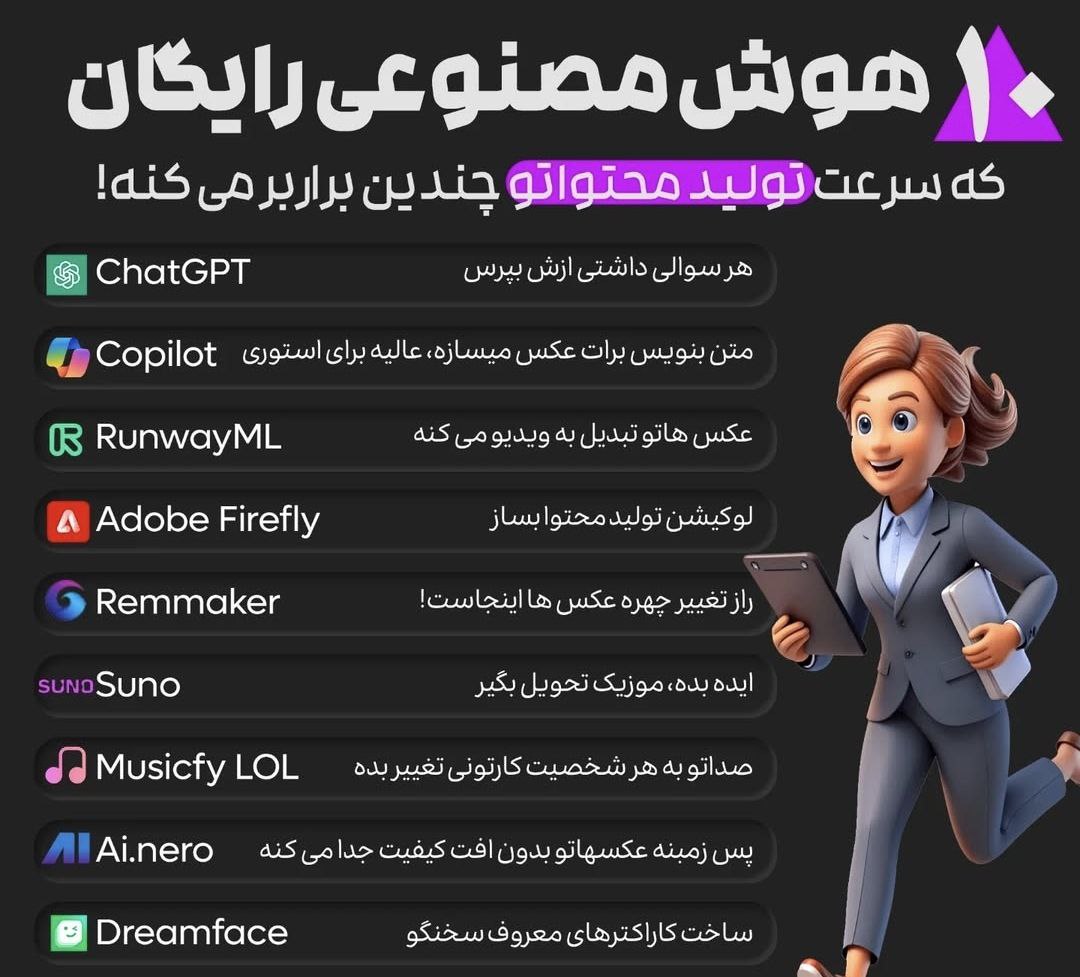 ۱۰ هوش مصنوعی رایگان
که سرعت تولید محتواتو چندین برابر می کنه!
ChatGPT هر سوالی داشتی ازش بپرس
Copilot متن بنویس برات عکس میسازه، عالیه برای استوری
RunwayML عکس هاتو تبدیل به ویدیو می کنه
Adobe Firefly لوکیشن تولید محتوا بساز
Remmaker راز تغییر چهره عکس ها اینجاست!
SUNO Suno ایده بده، موزیک تحویل بگیر
Musicfy LOL صداتو به هر شخصیت کارتونی تغییر بده
AI Ai.nero پس زمبنه عکسهاتو بدون افت کیفیت جدا می کنه
Dreamface ساخت کاراکترهای معروف سخنگو